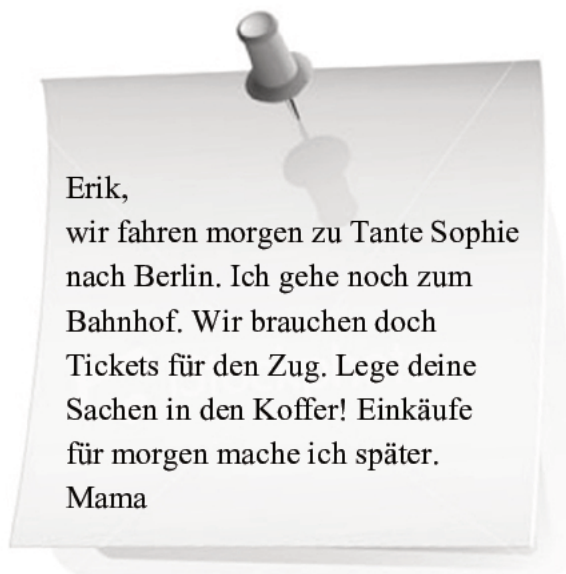 Erik,
wir fahren morgen zu Tante Sophie
nach Berlin. Ich gehe noch zum
Bahnhof. Wir brauchen doch
Tickets für den Zug. Lege deine
Sachen in den Koffer! Einkäufe
für morgen mache ich später.
Mama